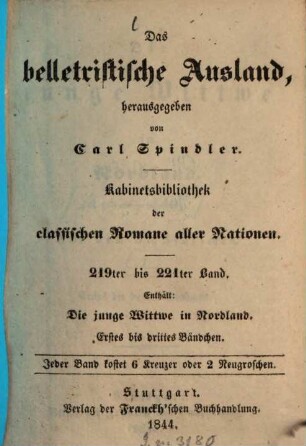 Das
belletristische Ausland,
herausgegeben
von
Carl Spindler.
Kabinetsbibliothek
der
classischen Romane aller Nationen.
219ter bis 221ter Band.
Enthält:
Die junge Wittwe in Nordland.
Erstes bis drittes Bändchen.
Jeder Band kostet 6 Kreuzer oder 2 Neugroschen.
Stuttgart.
Verlag der Franckh'schen Buchhandlung.
1844.